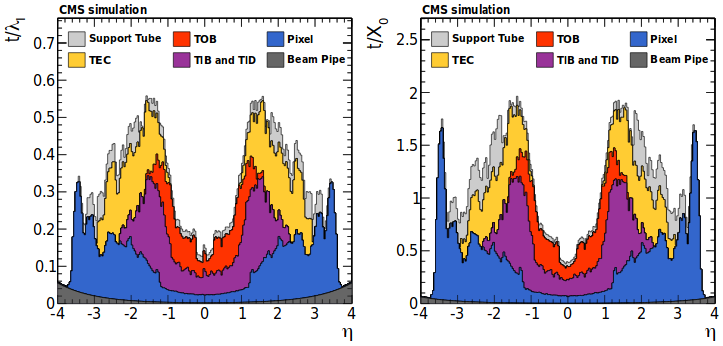 CMS simulation
t/λI
Support Tube TOB Pixel
TEC TIB and TID Beam Pipe
0.7
0.6
0.5
0.4
0.3
0.2
0.1
0
-4 -3 -2 -1 0 1 2 3 4
η
CMS simulation
t/X0
Support Tube TOB Pixel
TEC TIB and TID Beam Pipe
2.5
2
1.5
1
0.5
0
-4 -3 -2 -1 0 1 2 3 4
η